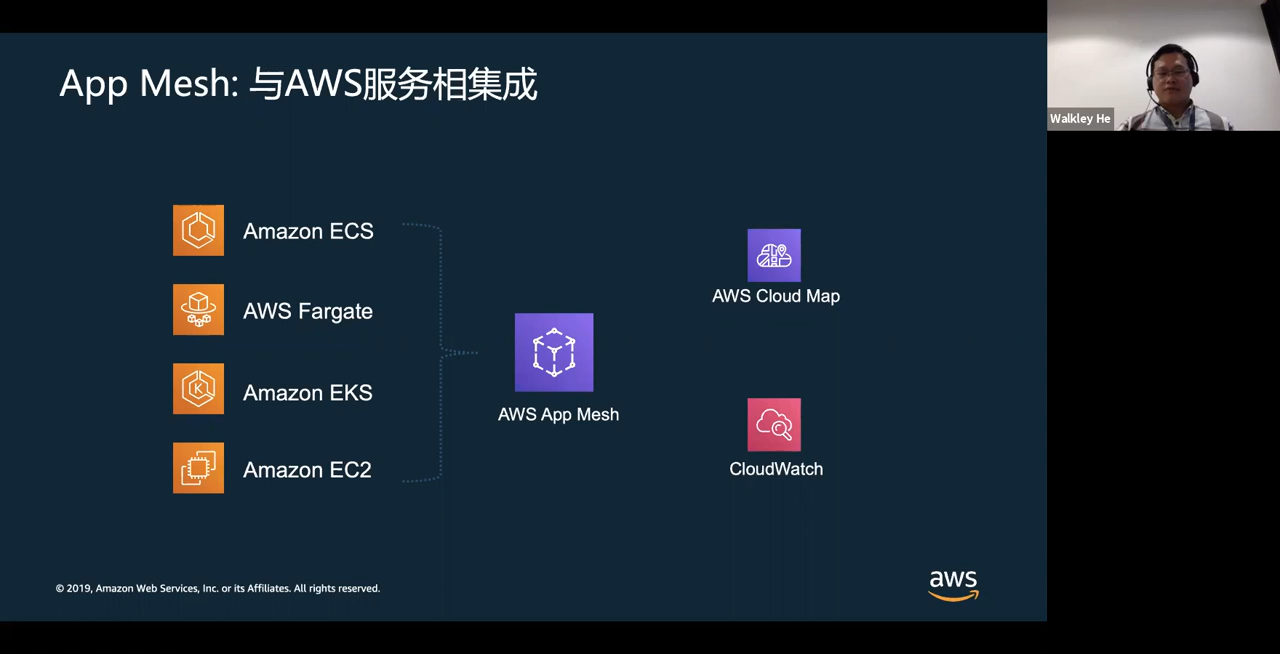 App Mesh: 与AWS服务相集成
Walkley He
Amazon ECS
AWS Fargate
Amazon EKS
Amazon EC2
AWS App Mesh
AWS Cloud Map
CloudWatch
© 2019, Amazon Web Services, Inc. or its Affiliates. All rights reserved.
aws